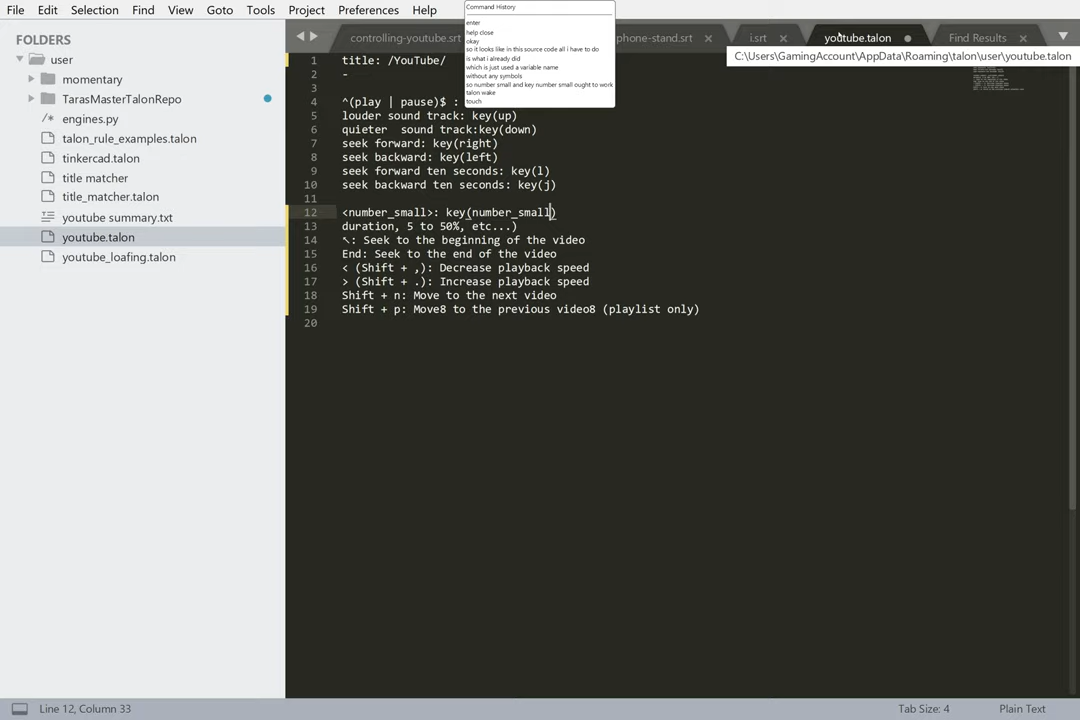 File Edit Selection Find View Goto Tools Project Preferences Help
Command History
enter
help close
okay
so it looks like in this source code all i have to do
is what i already did
which is just used a variable name
without any symbols
so number small and key number small ought to work
talon wake
touch
controlling-youtube.srt
phone-stand.srt
i.srt
youtube.talon
Find Results
C:\Users\GamingAccount\AppData\Roaming\talon\user\youtube.talon
FOLDERS
user
momentary
TarasMasterTalonRepo
engines.py
talon_rule_examples.talon
tinkercad.talon
title matcher
title_matcher.talon
youtube summary.txt
youtube.talon
youtube_loafing.talon
1 title: /YouTube/
2 -
3
4 ^(play | pause)$ :
5 louder sound track: key(up)
6 quieter  sound track:key(down)
7 seek forward: key(right)
8 seek backward: key(left)
9 seek forward ten seconds: key(l)
10 seek backward ten seconds: key(j)
11
12 <number_small>: key(number_small)
13 duration, 5 to 50%, etc...)
14 ↖: Seek to the beginning of the video
15 End: Seek to the end of the video
16 < (Shift + ,): Decrease playback speed
17 > (Shift + .): Increase playback speed
18 Shift + n: Move to the next video
19 Shift + p: Move8 to the previous video8 (playlist only)
20
Line 12, Column 33
Tab Size: 4
Plain Text